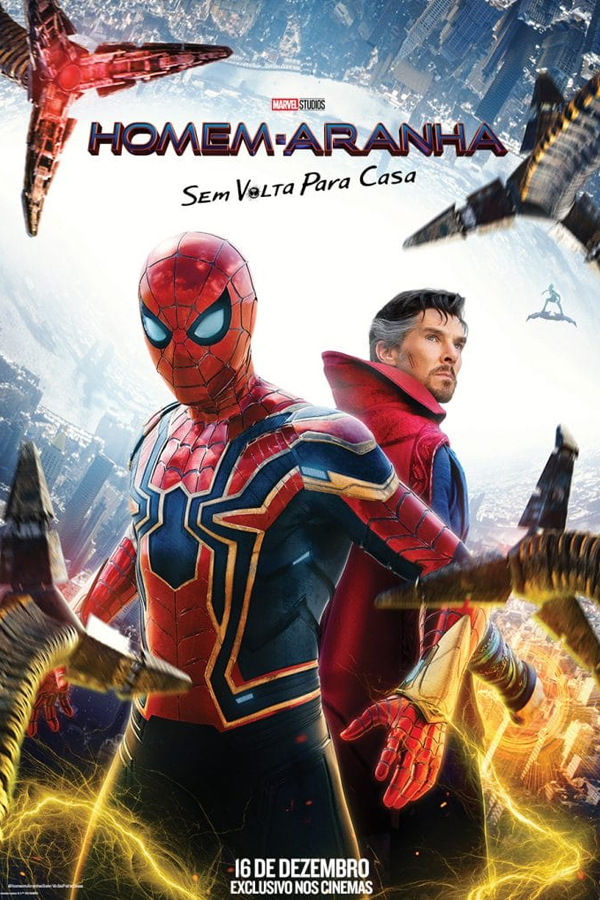 MARVEL STUDIOS
HOMEM-ARANHA
SEM VOLTA PARA CASA
16 DE DEZEMBRO
EXCLUSIVO NOS CINEMAS